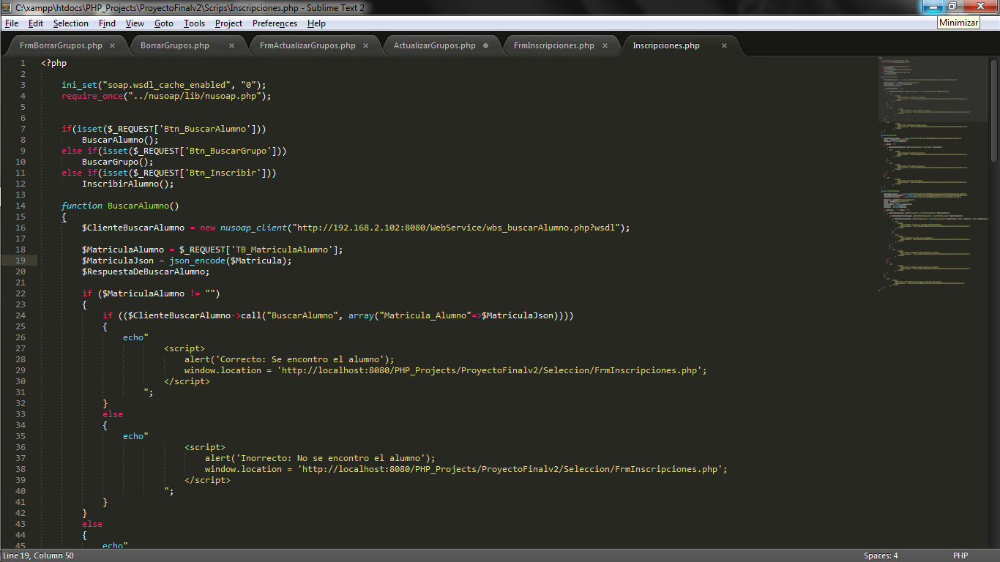 C:\xampp\htdocs\PHP_Projects\ProyectoFinalv2\Scrips\Inscripciones.php - Sublime Text 2
File Edit Selection Find View Goto Tools Project Preferences Help
Minimizar
FrmBorrarGrupos.php × BorrarGrupos.php × FrmActualizarGrupos.php × ActualizarGrupos.php FrmInscripciones.php × Inscripciones.php ×
1 <?php
2
3 ini_set("soap.wsdl_cache_enabled", "0");
4 require_once("../nusoap/lib/nusoap.php");
5
6
7 if(isset($_REQUEST['Btn_BuscarAlumno']))
8 BuscarAlumno();
9 else if(isset($_REQUEST['Btn_BuscarGrupo']))
10 BuscarGrupo();
11 else if(isset($_REQUEST['Btn_Inscribir']))
12 InscribirAlumno();
13
14 function BuscarAlumno()
15 {
16 $ClienteBuscarAlumno = new nusoap_client("http://192.168.2.102:8080/WebService/wbs_buscarAlumno.php?wsdl");
17
18 $MatriculaAlumno = $_REQUEST['TB_MatriculaAlumno'];
19 $MatriculaJson = json_encode($Matricula);
20 $RespuestaDeBuscarAlumno;
21
22 if ($MatriculaAlumno != "")
23 {
24 if (($ClienteBuscarAlumno->call("BuscarAlumno", array("Matricula_Alumno"=>$MatriculaJson))))
25 {
26 echo"
27 <script>
28 alert('Correcto: Se encontro el alumno');
29 window.location = 'http://localhost:8080/PHP_Projects/ProyectoFinalv2/Seleccion/FrmInscripciones.php';
30 </script>
31 ";
32 }
33 else
34 {
35 echo"
36 <script>
37 alert('Inorrecto: No se encontro el alumno');
38 window.location = 'http://localhost:8080/PHP_Projects/ProyectoFinalv2/Seleccion/FrmInscripciones.php';
39 </script>
40 ";
41 }
42 }
43 else
44 {
45 echo"
Line 19, Column 50 Spaces: 4 PHP